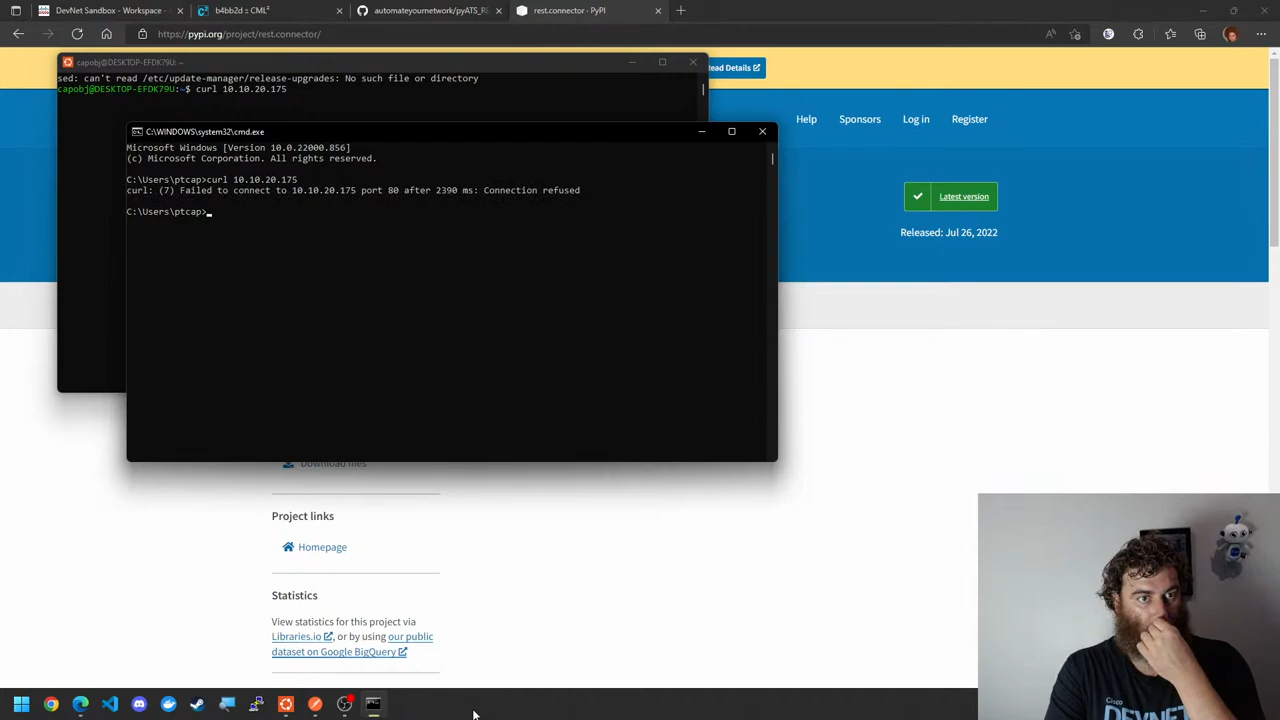 DevNet Sandbox - Workspace -
b4bb2d = CML²
automateyournetwork/pyATS_RE
rest.connector · PyPI
https://pypi.org/project/rest.connector/
capobj@DESKTOP-EFDK79U: ~
Read Details
sed: can't read /etc/update-manager/release-upgrades: No such file or directory
capobj@DESKTOP-EFDK79U:~$ curl 10.10.20.175
Help
Sponsors
Log in
Register
C:\WINDOWS\system32\cmd.exe
Microsoft Windows [Version 10.0.22000.856]
(c) Microsoft Corporation. All rights reserved.
C:\Users\ptcap>curl 10.10.20.175
curl: (7) Failed to connect to 10.10.20.175 port 80 after 2390 ms: Connection refused
C:\Users\ptcap>
Latest version
Released: Jul 26, 2022
Download files
Project links
Homepage
Statistics
View statistics for this project via
Libraries.io, or by using our public
dataset on Google BigQuery
Cisco
DEVNET